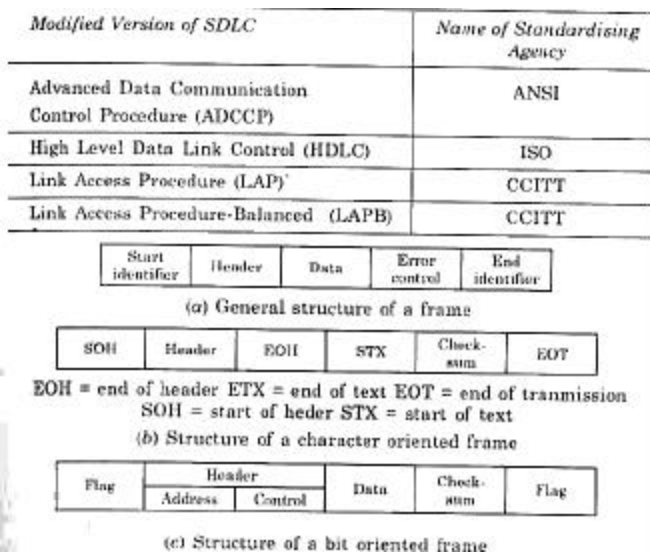 Modified Version of SDLC
Name of Standardising
Agency
Advanced Data Communication
Control Procedure (ADCCP)
ANSI
High Level Data Link Control (HDLC)
ISO
Link Access Procedure (LAP)
CCITT
Link Access Procedure-Balanced (LAPB)
CCITT
Start identifier
Header
Data
Error control
End identifier
(a) General structure of a frame
SOH
Header
EOH
STX
Check-sum
EOT
EOH = end of header ETX = end of text EOT = end of tranmission
SOH = start of heder STX = start of text
(b) Structure of a character oriented frame
Flag
Header
Address
Control
Data
Check-sum
Flag
(c) Structure of a bit oriented frame